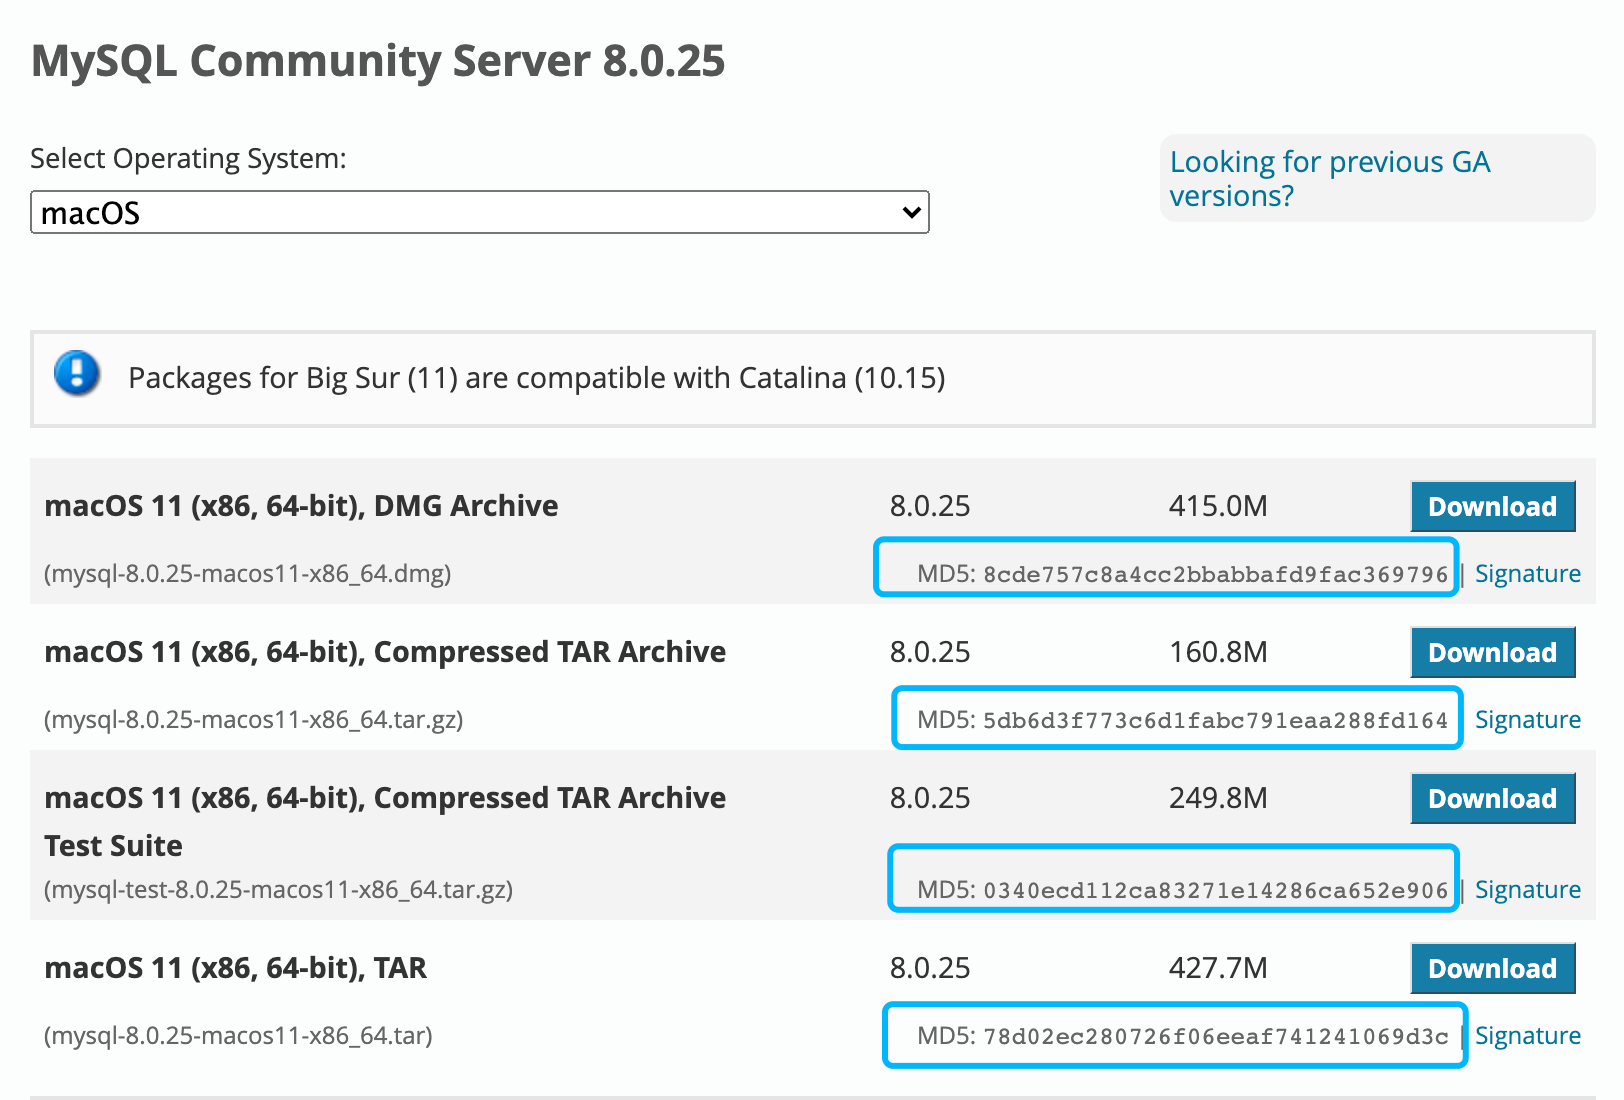 MySQL Community Server 8.0.25
Select Operating System:
macOS
Looking for previous GA
versions?
Packages for Big Sur (11) are compatible with Catalina (10.15)
macOS 11 (x86, 64-bit), DMG Archive 8.0.25 415.0M Download
(mysql-8.0.25-macos11-x86_64.dmg) MD5: 8cde757c8a4cc2bbabbafd9fac369796 | Signature
macOS 11 (x86, 64-bit), Compressed TAR Archive 8.0.25 160.8M Download
(mysql-8.0.25-macos11-x86_64.tar.gz) MD5: 5db6d3f773c6d1fabc791eaa288fd164 Signature
macOS 11 (x86, 64-bit), Compressed TAR Archive 8.0.25 249.8M Download
Test Suite
(mysql-test-8.0.25-macos11-x86_64.tar.gz) MD5: 0340ecd112ca83271e14286ca652e906 | Signature
macOS 11 (x86, 64-bit), TAR 8.0.25 427.7M Download
(mysql-8.0.25-macos11-x86_64.tar) MD5: 78d02ec280726f06eeaf741241069d3c | Signature